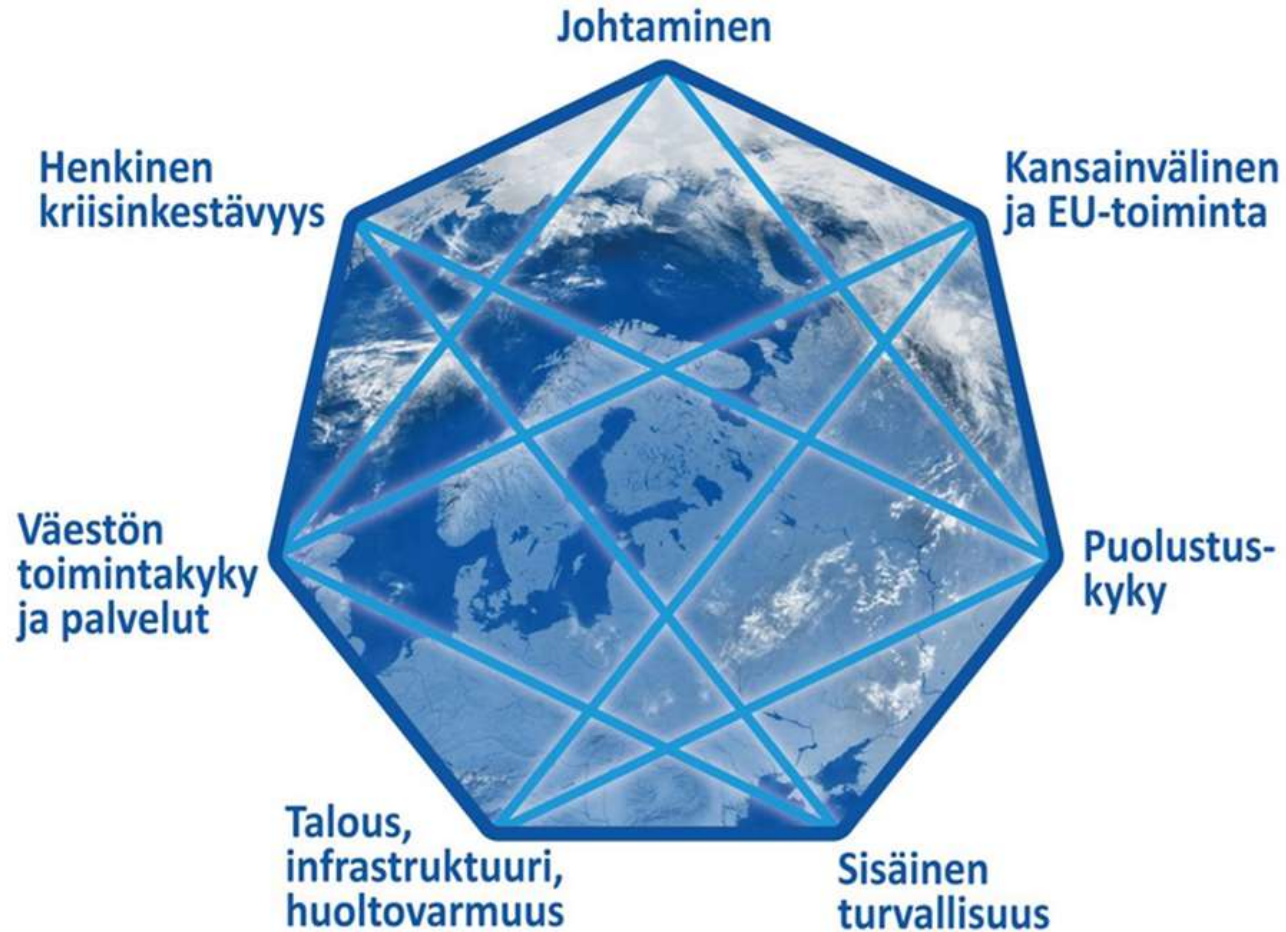 Johtaminen
Henkinen
kriisinkestävyys
Kansainvälinen
ja EU-toiminta
Väestön
toimintakyky
ja palvelut
Puolustus-
kyky
Talous,
infrastruktuuri,
huoltovarmuus
Sisäinen
turvallisuus